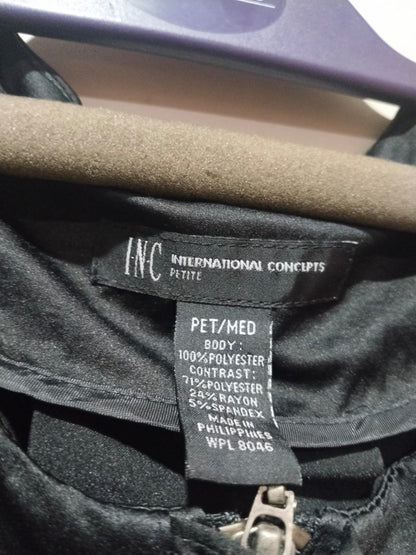 I·N·C INTERNATIONAL CONCEPTS
PETITE
PET/MED
BODY:
100%POLYESTER
CONTRAST:
71%POLYESTER
24%RAYON
5%SPANDEX
MADE IN
PHILIPPINES
WPL 8046